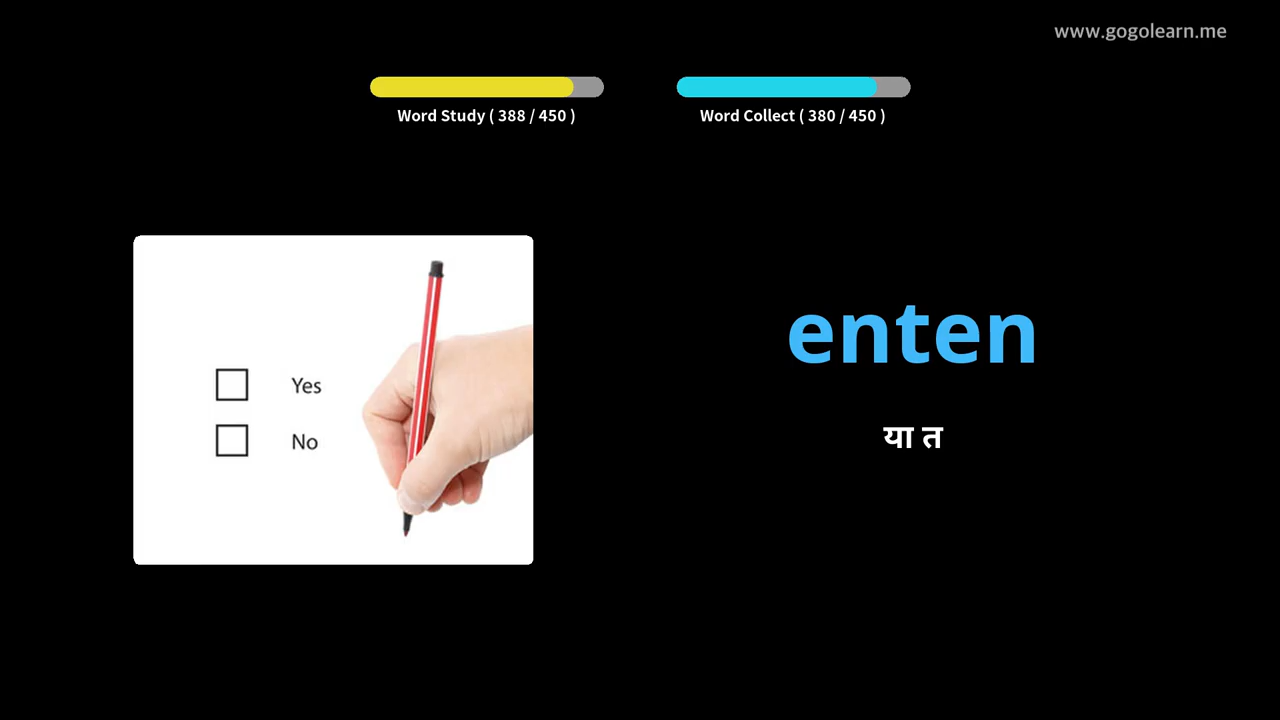 www.gogolearn.me
Word Study ( 388 / 450 )
Word Collect ( 380 / 450 )
Yes
No
enten
या त